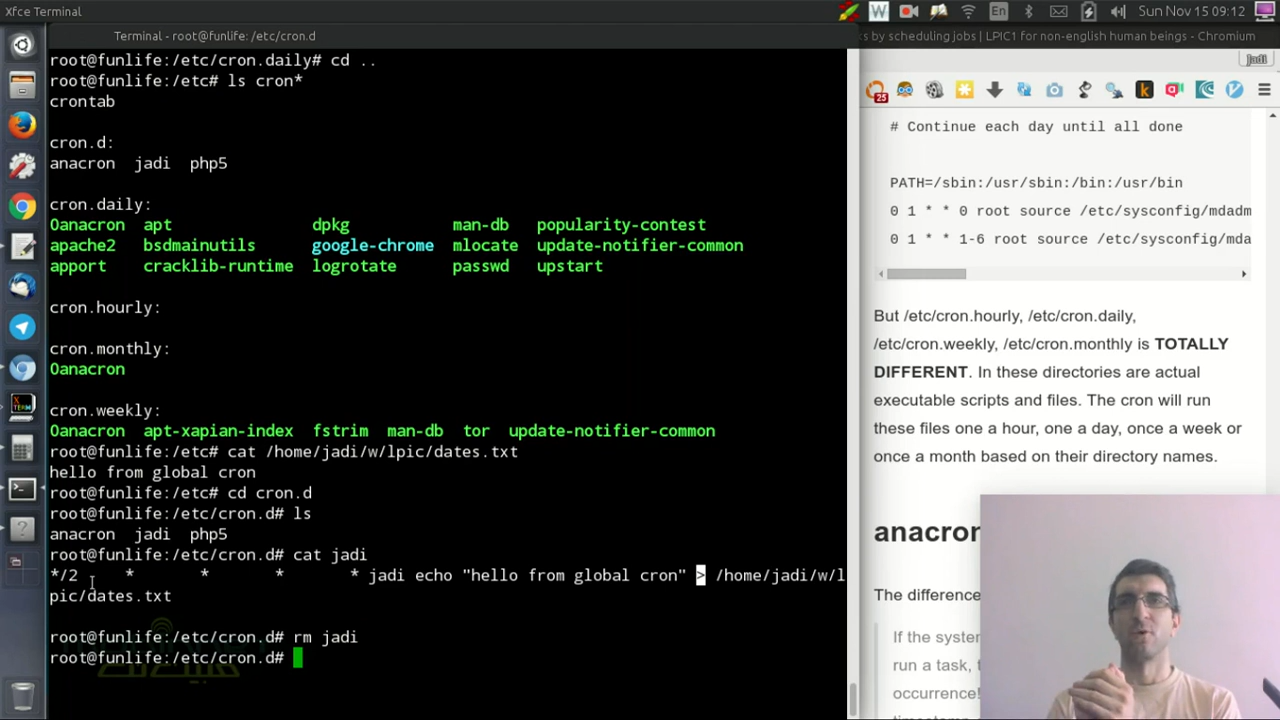 Xfce Terminal
En
Sun Nov 15 09:12
Terminal - root@funlife: /etc/cron.d
s by scheduling jobs | LPIC1 for non-english human beings - Chromium
jadi
25
root@funlife:/etc/cron.daily# cd ..
root@funlife:/etc# ls cron*
crontab
cron.d:
anacron jadi php5
cron.daily:
0anacron apt dpkg man-db popularity-contest
apache2 bsdmainutils google-chrome mlocate update-notifier-common
apport cracklib-runtime logrotate passwd upstart
cron.hourly:
cron.monthly:
0anacron
cron.weekly:
0anacron apt-xapian-index fstrim man-db tor update-notifier-common
root@funlife:/etc# cat /home/jadi/w/lpic/dates.txt
hello from global cron
root@funlife:/etc# cd cron.d
root@funlife:/etc/cron.d# ls
anacron jadi php5
root@funlife:/etc/cron.d# cat jadi
*/2 * * * * jadi echo "hello from global cron" > /home/jadi/w/l
pic/dates.txt
root@funlife:/etc/cron.d# rm jadi
root@funlife:/etc/cron.d#
# Continue each day until all done
PATH=/sbin:/usr/sbin:/bin:/usr/bin
0 1 * * 0 root source /etc/sysconfig/mdadm
0 1 * * 1-6 root source /etc/sysconfig/mda
But /etc/cron.hourly, /etc/cron.daily,
/etc/cron.weekly, /etc/cron.monthly is TOTALLY
DIFFERENT. In these directories are actual
executable scripts and files. The cron will run
these files one a hour, one a day, once a week or
once a month based on their directory names.
anacron
The difference
If the system
run a task, t
occurrence!
timestamp